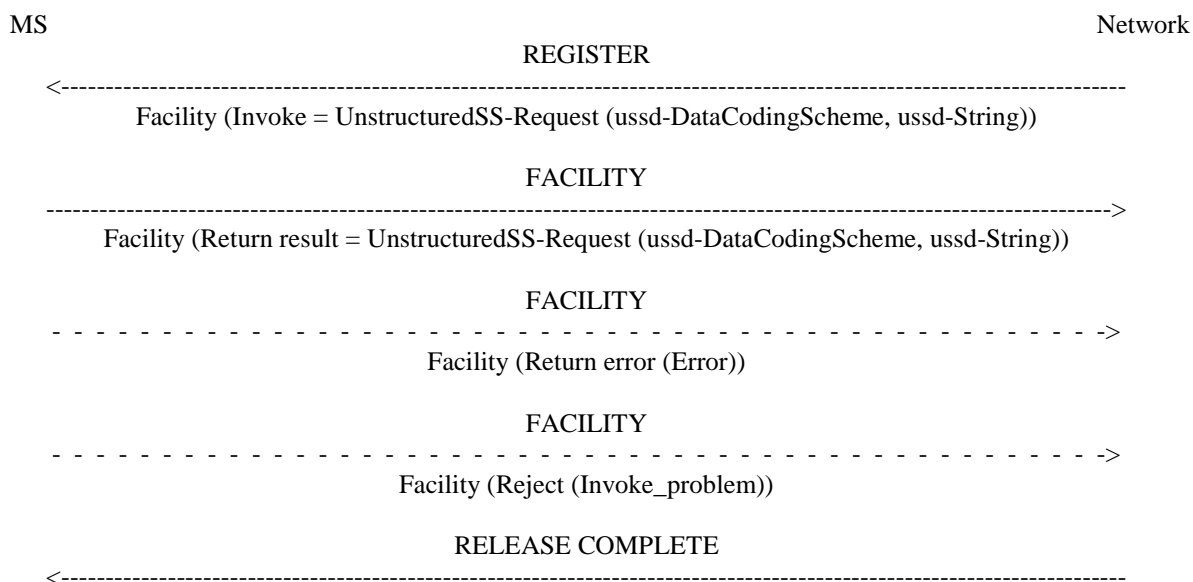 MS Network
REGISTER
<------------------------------------------------------------------------------------------------------------------------
Facility (Invoke = UnstructuredSS-Request (ussd-DataCodingScheme, ussd-String))
FACILITY
------------------------------------------------------------------------------------------------------------------------>
Facility (Return result = UnstructuredSS-Request (ussd-DataCodingScheme, ussd-String))
FACILITY
- - - - - - - - - - - - - - - - - - - - - - - - - - - - - - - - - - - - - - - - - - - - - - - ->
Facility (Return error (Error))
FACILITY
- - - - - - - - - - - - - - - - - - - - - - - - - - - - - - - - - - - - - - - - - - - - - - - ->
Facility (Reject (Invoke_problem))
RELEASE COMPLETE
<------------------------------------------------------------------------------------------------------------------------